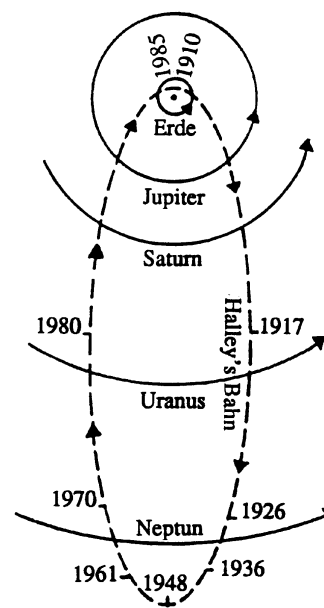 1985
1910
Erde
Jupiter
Saturn
1980
Halley's Bahn
1917
Uranus
1970
1926
Neptun
1961
1948
1936